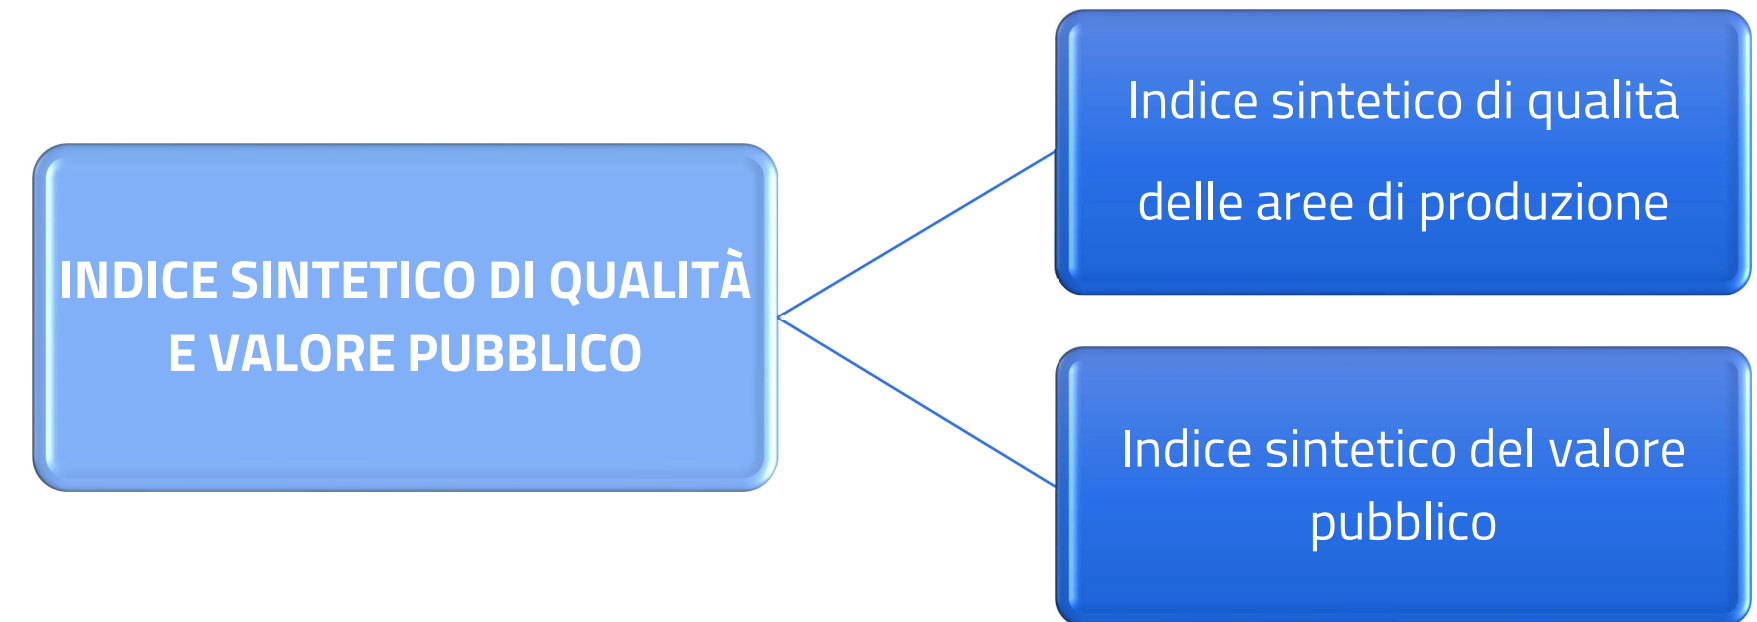 INDICE SINTETICO DI QUALITÀ
E VALORE PUBBLICO
Indice sintetico di qualità
delle aree di produzione
Indice sintetico del valore
pubblico